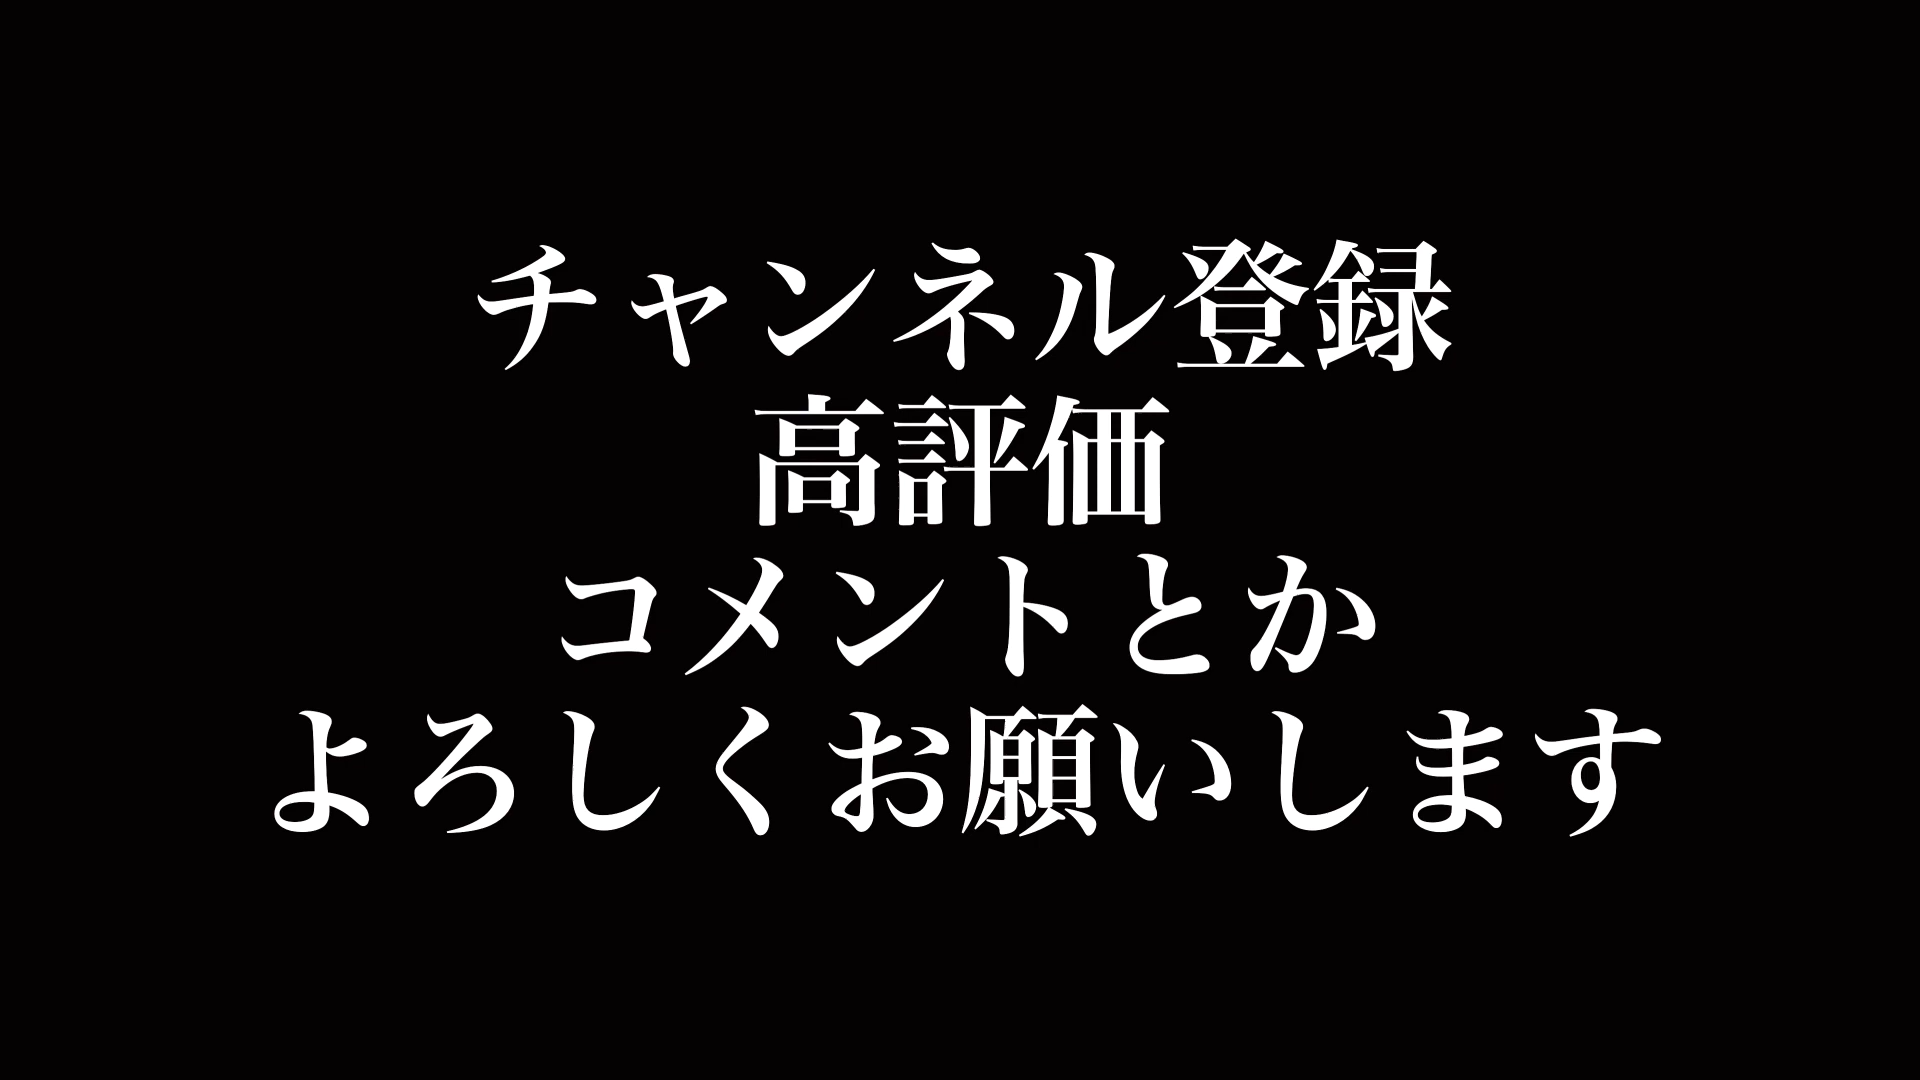 チャンネル登録
高評価
コメントとか
よろしくお願いします